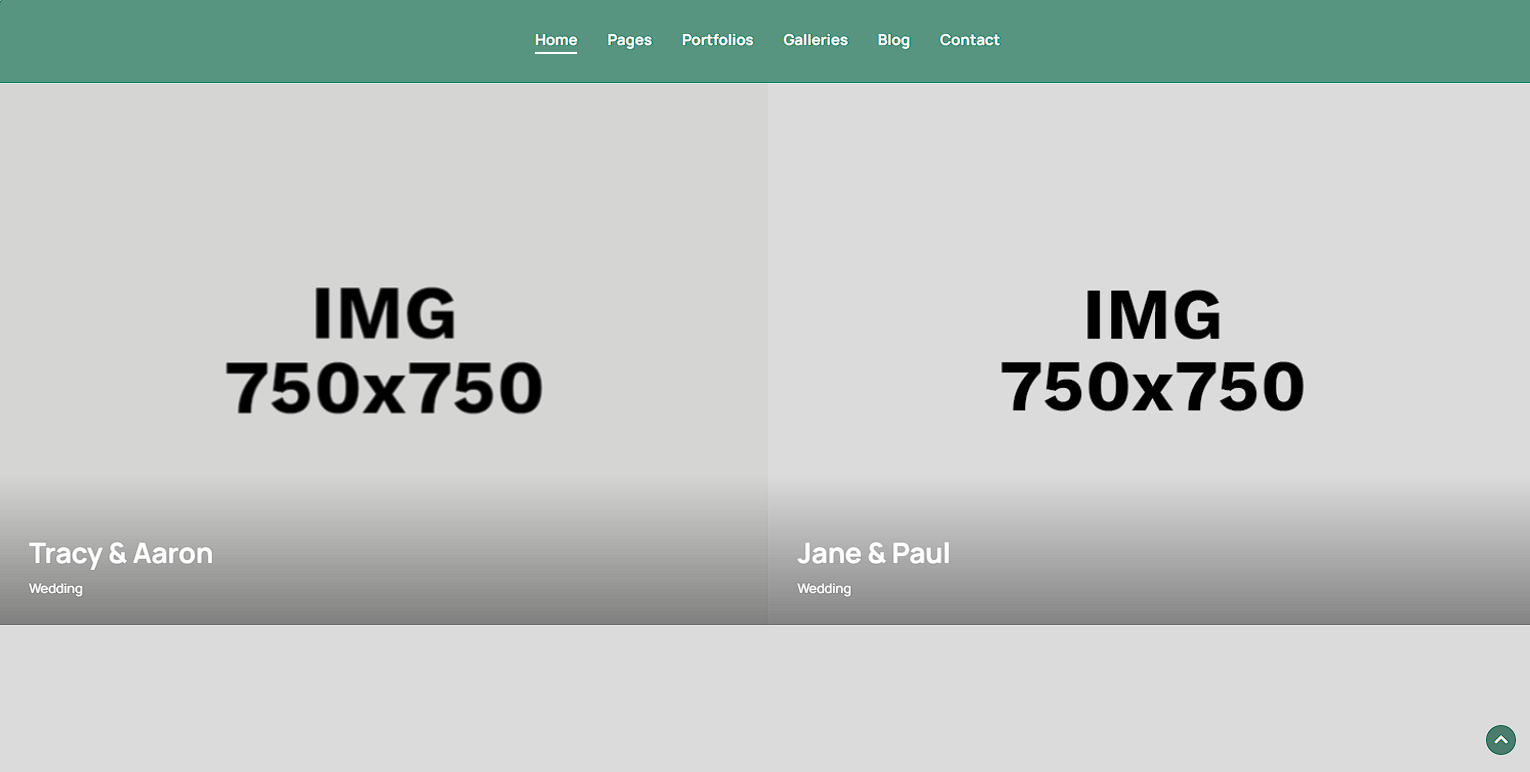 Home Pages Portfolios Galleries Blog Contact
IMG
750x750
Tracy & Aaron
Wedding
IMG
750x750
Jane & Paul
Wedding